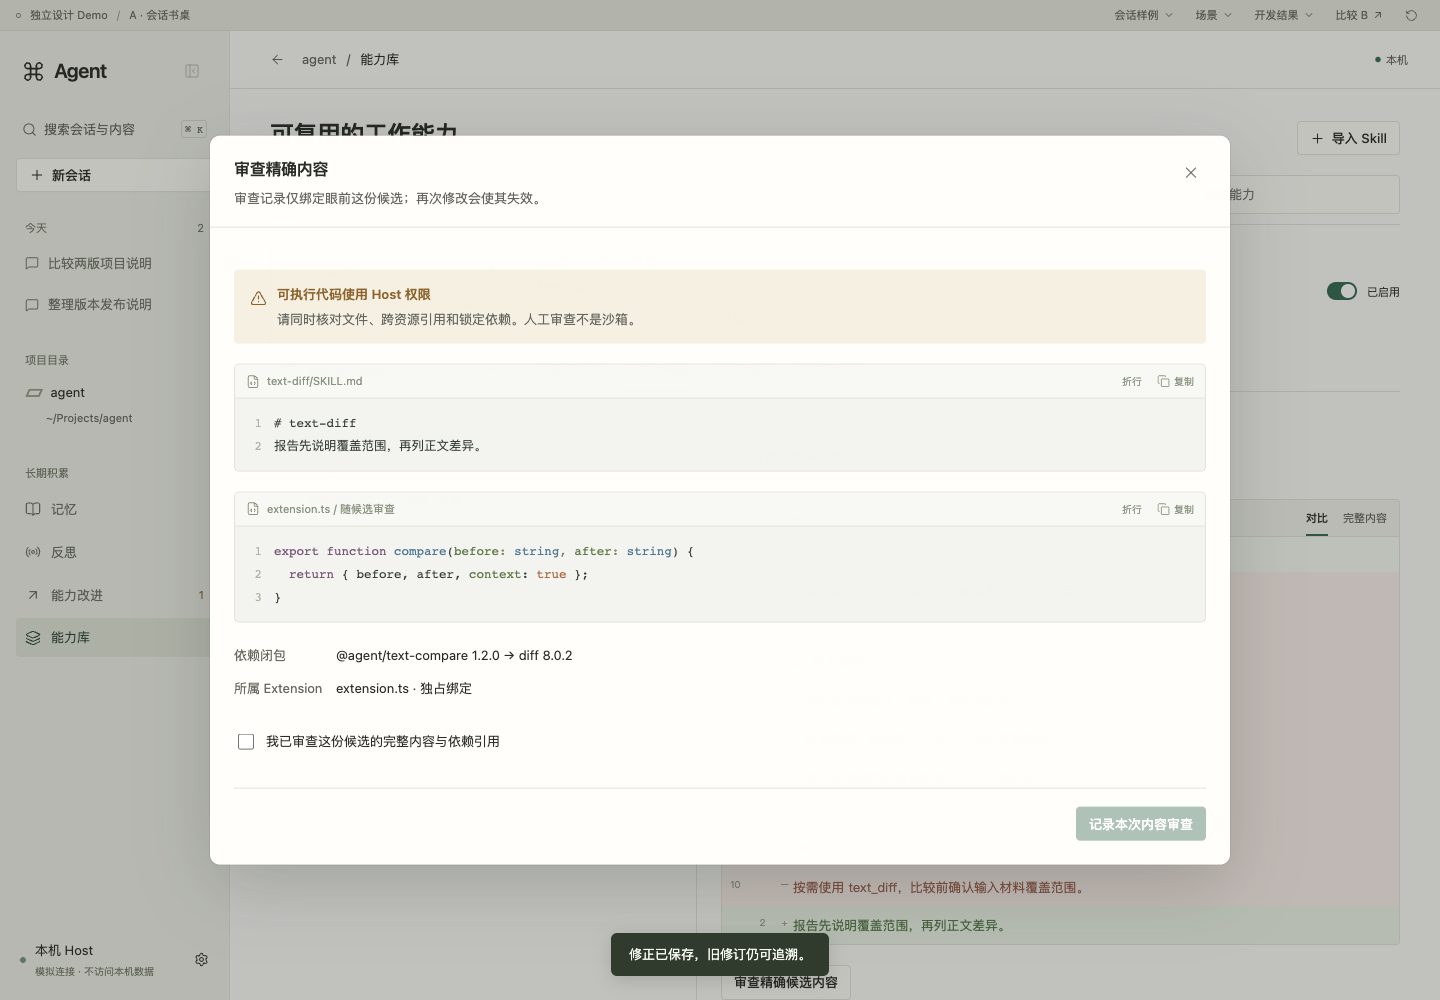 独立设计 Demo / A · 会话书桌
会话样例 场景 开发结果 比较 B
Agent
搜索会话与内容 ⌘ K
新会话
今天 2
比较两版项目说明
整理版本发布说明
项目目录
agent
~/Projects/agent
长期积累
记忆
反思
能力改进 1
能力库
本机 Host
模拟连接 · 不访问本机数据
agent / 能力库
本机
可复用的工作能力
导入 Skill
能力
已启用
对比 完整内容
审查精确内容
审查记录仅绑定眼前这份候选；再次修改会使其失效。
可执行代码使用 Host 权限
请同时核对文件、跨资源引用和锁定依赖。人工审查不是沙箱。
text-diff/SKILL.md 折行 复制
1 # text-diff
2 报告先说明覆盖范围，再列正文差异。
extension.ts / 随候选审查 折行 复制
1 export function compare(before: string, after: string) {
2 return { before, after, context: true };
3 }
依赖闭包 @agent/text-compare 1.2.0 → diff 8.0.2
所属 Extension extension.ts · 独占绑定
我已审查这份候选的完整内容与依赖引用
记录本次内容审查
10 − 按需使用 text_diff，比较前确认输入材料覆盖范围。
2 + 报告先说明覆盖范围，再列正文差异。
修正已保存，旧修订仍可追溯。
审查精确候选内容